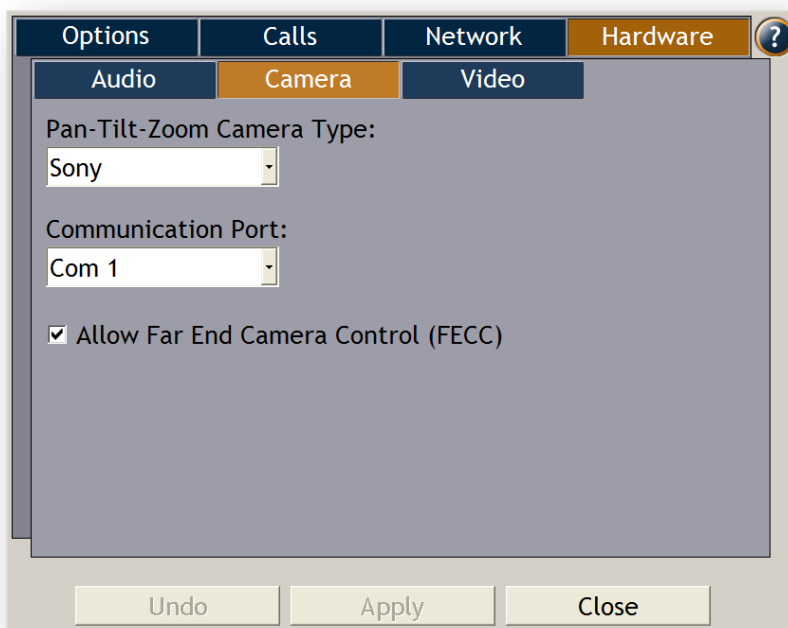 Options Calls Network Hardware ?
Audio Camera Video
Pan-Tilt-Zoom Camera Type:
Sony
Communication Port:
Com 1
Allow Far End Camera Control (FECC)
Undo Apply Close